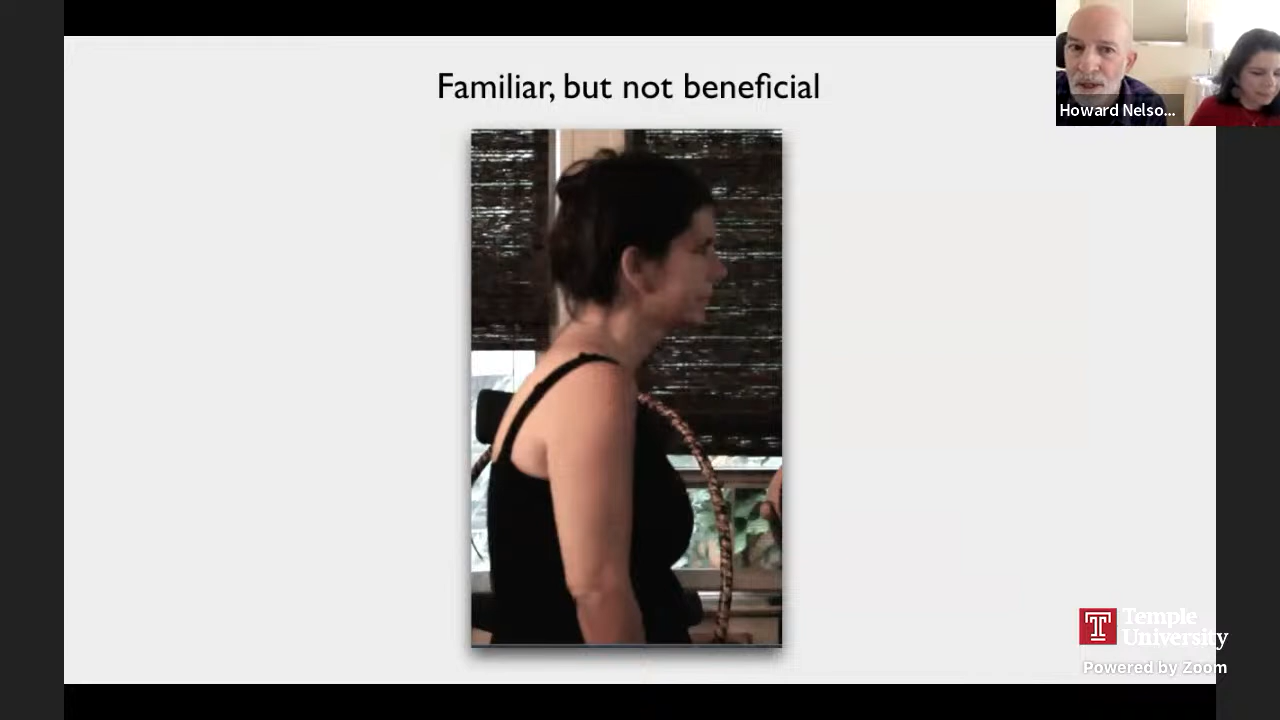 Familiar, but not beneficial
Howard Nelso...
Temple
University
Powered by Zoom